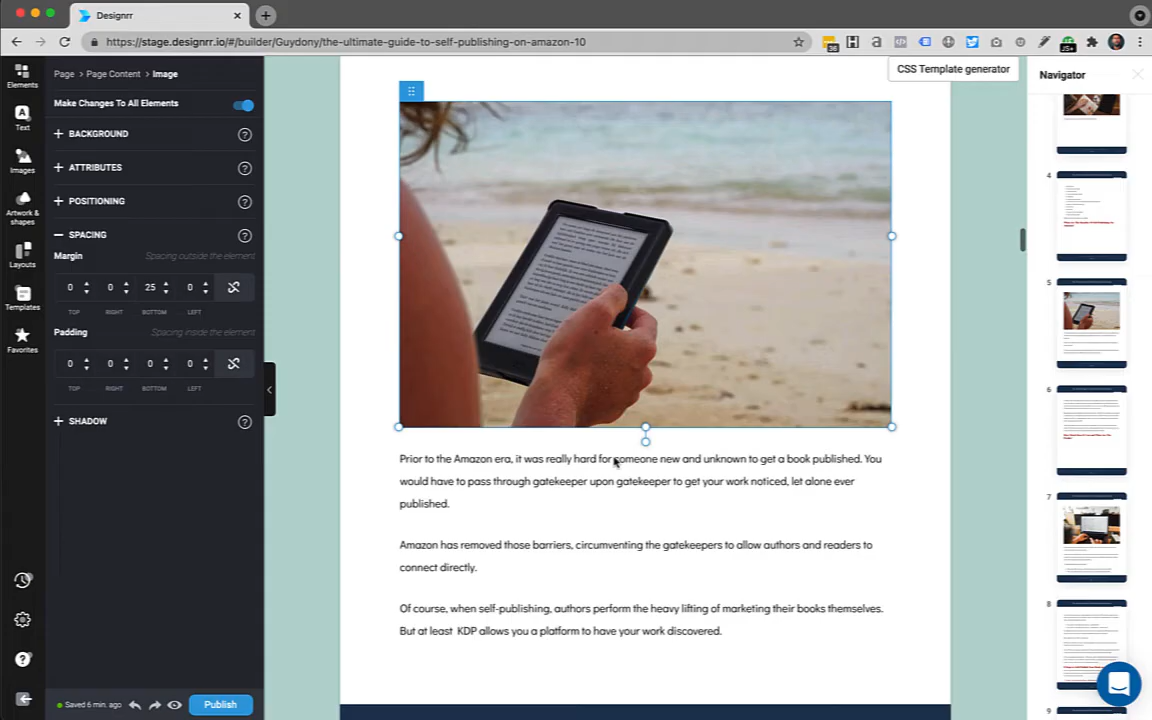 Designrr
https://stage.designrr.io/#/builder/Guydony/the-ultimate-guide-to-self-publishing-on-amazon-10
36
JS+
Elements
Text
Images
Artwork & shapes
Layouts
Templates
Favorites
Page
Page Content
Image
Make Changes To All Elements
BACKGROUND
ATTRIBUTES
POSITIONING
SPACING
Margin
Spacing outside the element
0 0 25 0
TOP RIGHT BOTTOM LEFT
Padding
Spacing inside the element
0 0 0 0
TOP RIGHT BOTTOM LEFT
SHADOW
Saved 6 min. ago
Publish
CSS Template generator
Prior to the Amazon era, it was really hard for someone new and unknown to get a book published. You
would have to pass through gatekeeper upon gatekeeper to get your work noticed, let alone ever
published.
Amazon has removed those barriers, circumventing the gatekeepers to allow authors and readers to
connect directly.
Of course, when self-publishing, authors perform the heavy lifting of marketing their books themselves.
But at least KDP allows you a platform to have your work discovered.
Navigator
4
5
6
7
8
9